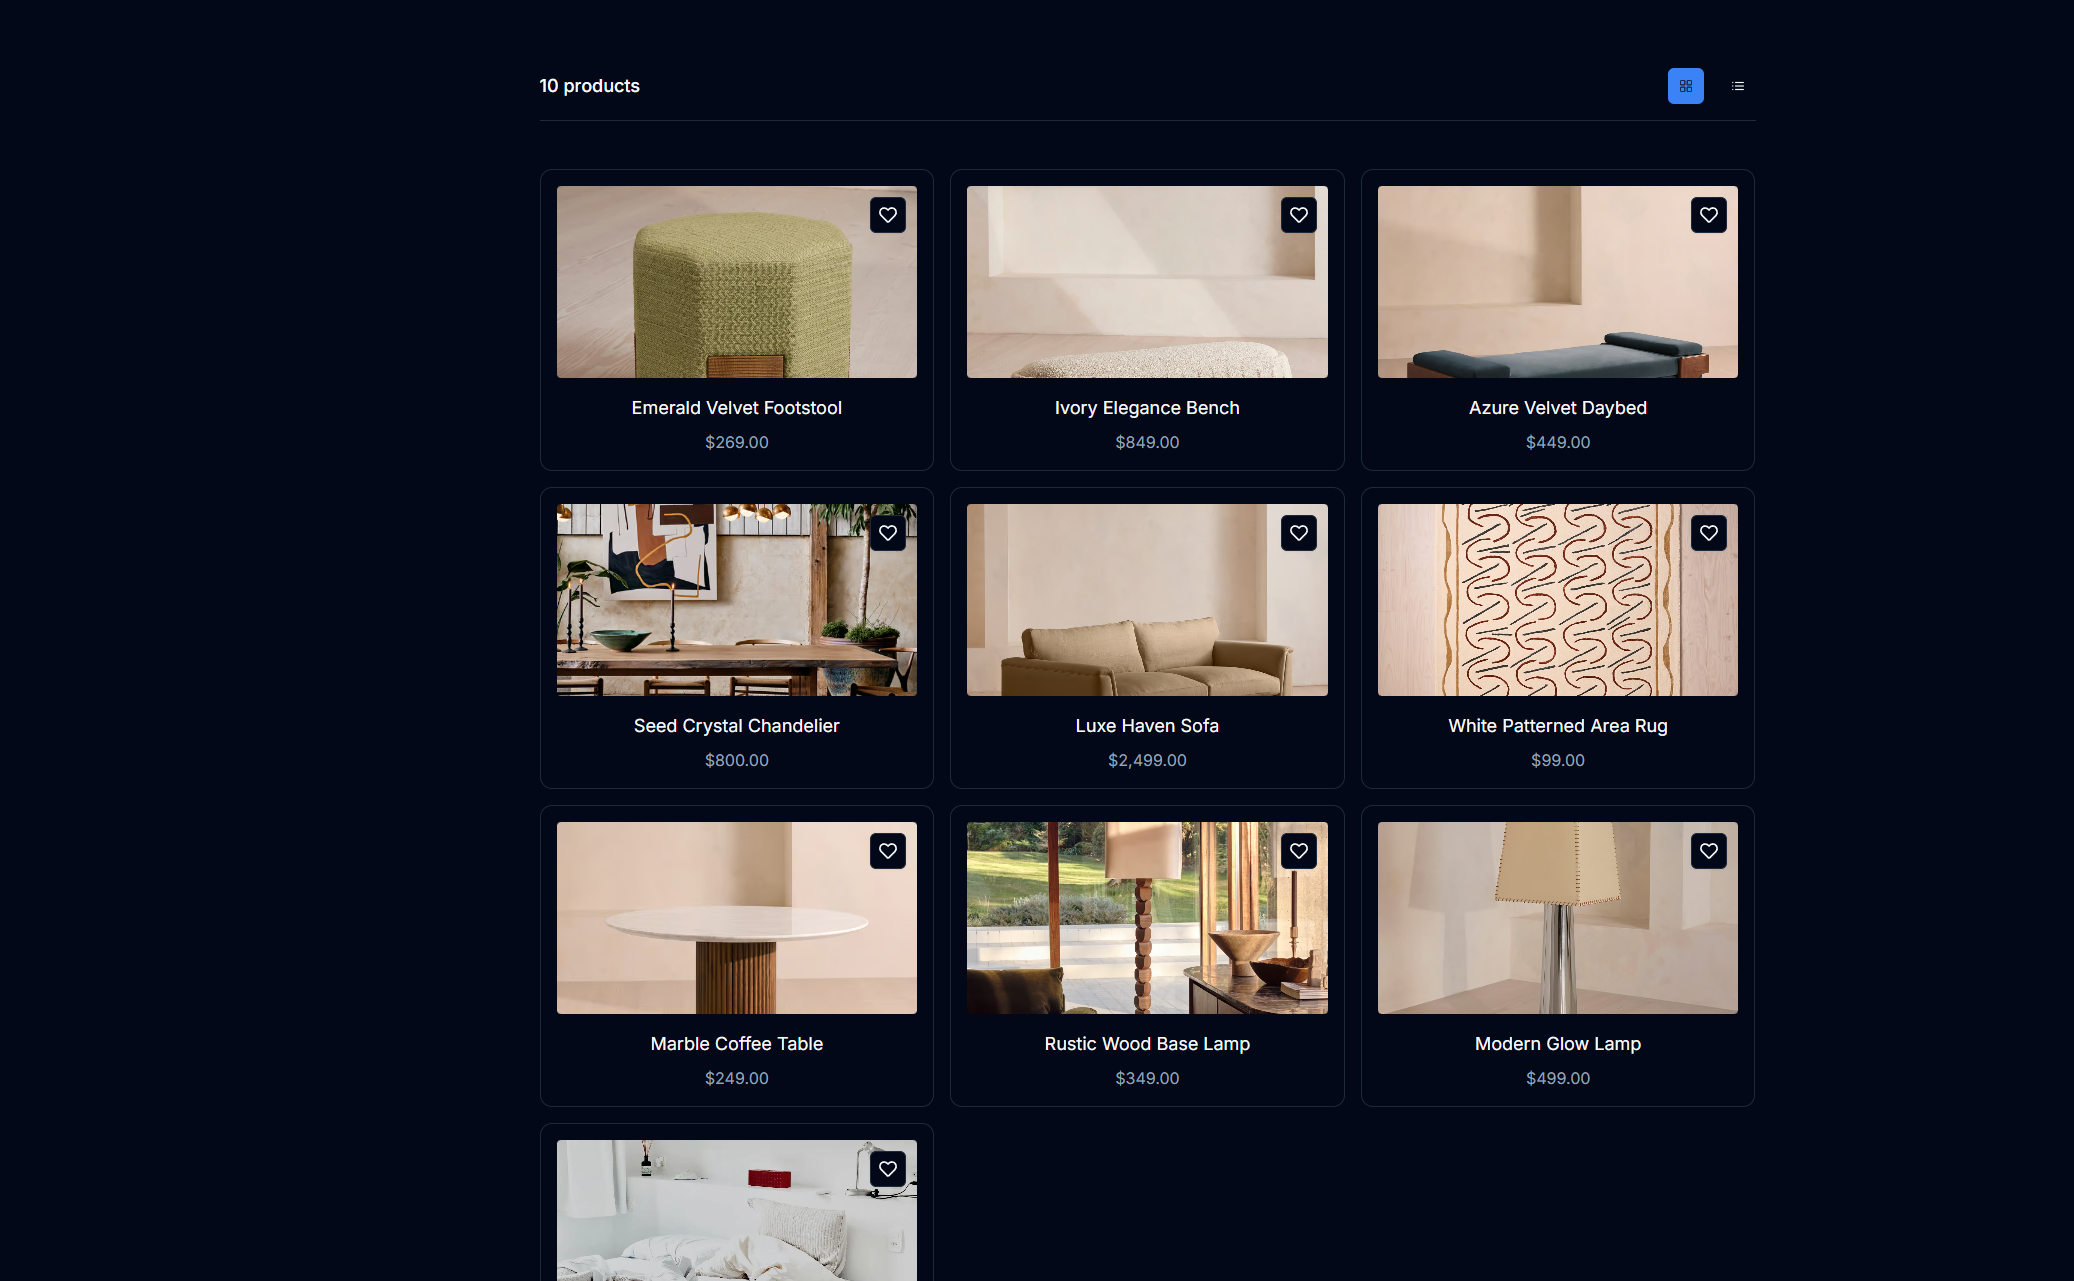 10 products
Emerald Velvet Footstool
$269.00
Ivory Elegance Bench
$849.00
Azure Velvet Daybed
$449.00
Seed Crystal Chandelier
$800.00
Luxe Haven Sofa
$2,499.00
White Patterned Area Rug
$99.00
Marble Coffee Table
$249.00
Rustic Wood Base Lamp
$349.00
Modern Glow Lamp
$499.00